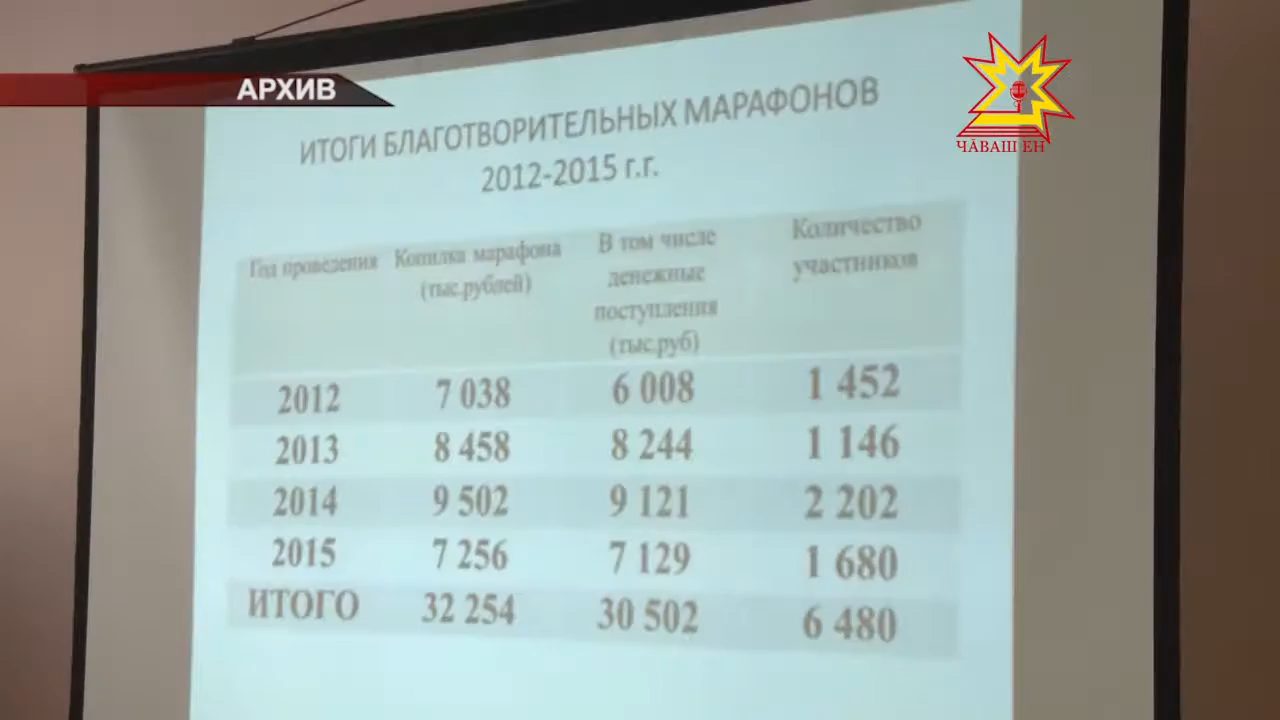 АРХИВ
ЧӐВАШ ЕН
ИТОГИ БЛАГОТВОРИТЕЛЬНЫХ МАРАФОНОВ
2012-2015 г.г.
Год проведения Копилка марафона (тыс.рублей) В том числе денежные поступления (тыс.руб) Количество участников
2012 7 038 6 008 1 452
2013 8 458 8 244 1 146
2014 9 502 9 121 2 202
2015 7 256 7 129 1 680
ИТОГО 32 254 30 502 6 480